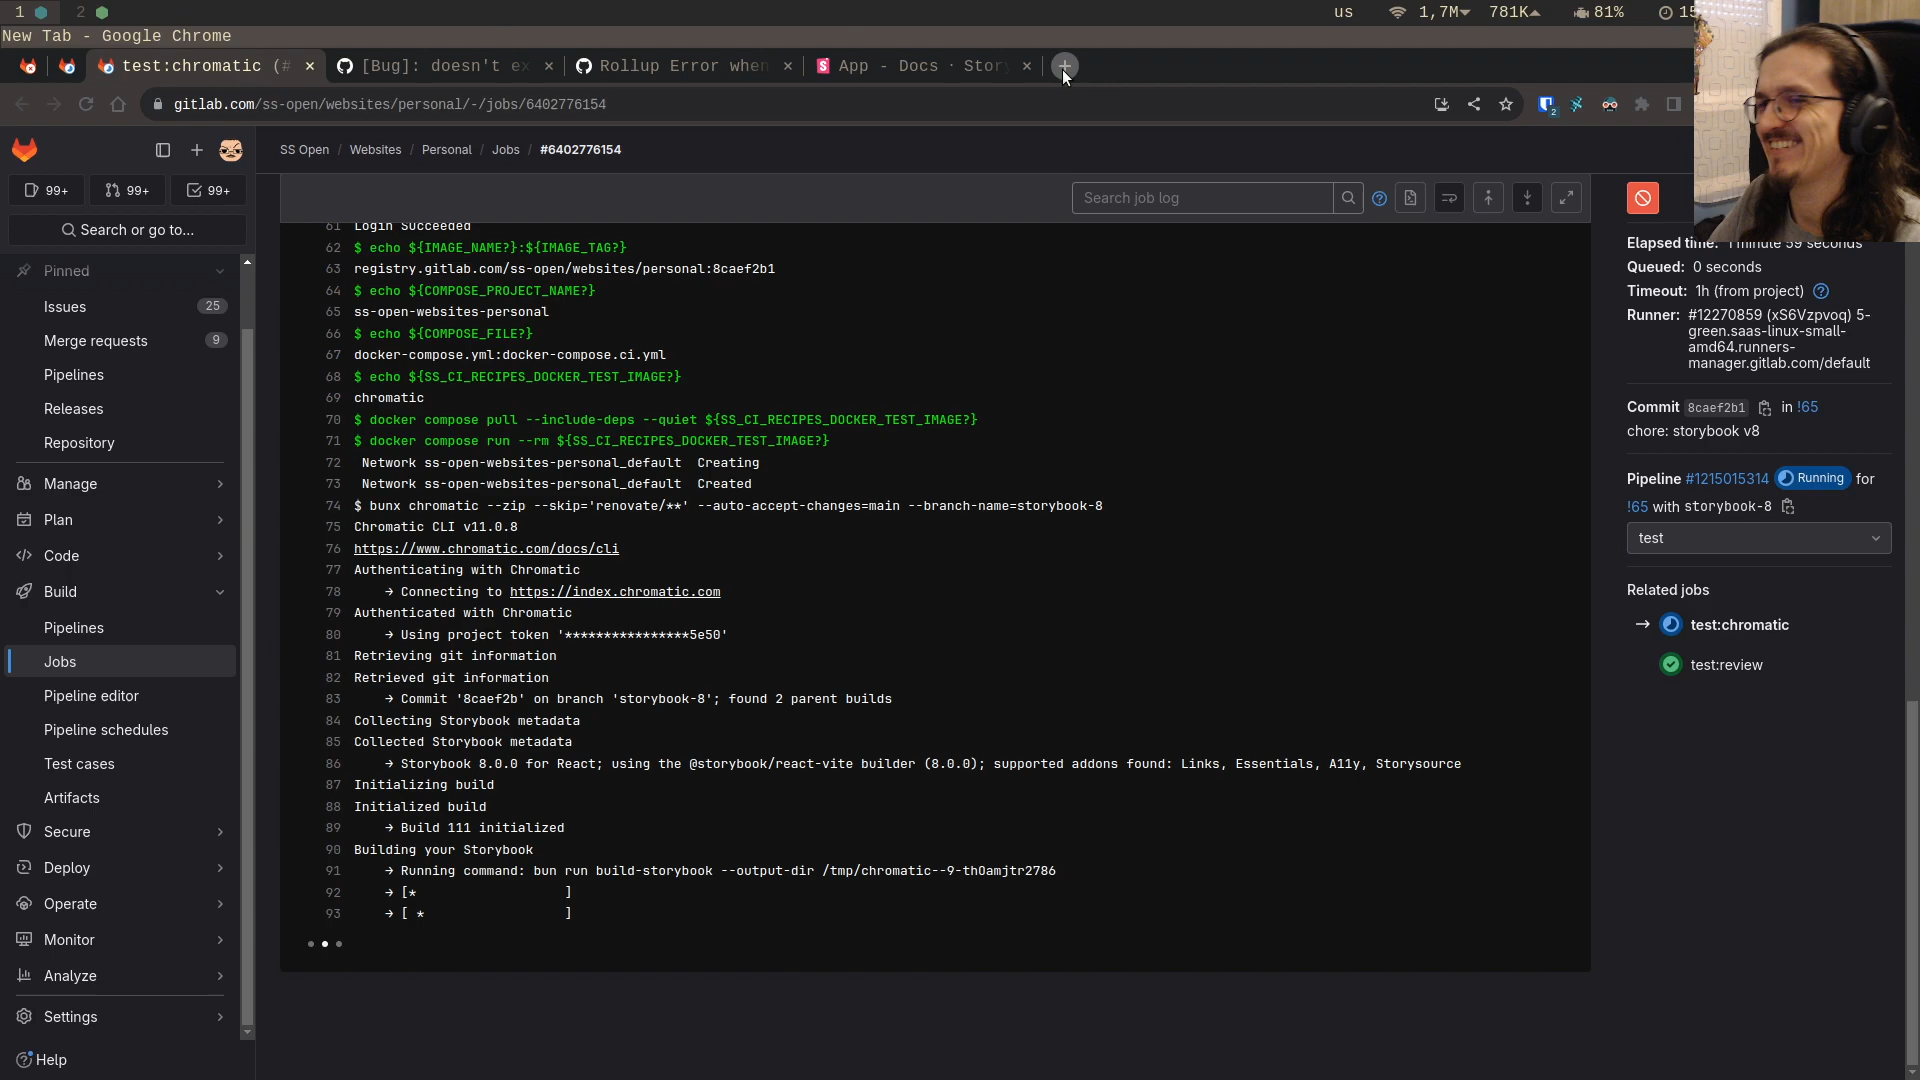 1 2 us 1,7M 781K 81% 15
New Tab - Google Chrome
test:chromatic (# [Bug]: doesn't ex Rollup Error when App - Docs · Story
gitlab.com/ss-open/websites/personal/-/jobs/6402776154
2
SS Open / Websites / Personal / Jobs / #6402776154
99+ 99+ 99+
Search or go to...
Pinned
Issues 25
Merge requests 9
Pipelines
Releases
Repository
Manage
Plan
Code
Build
Pipelines
Jobs
Pipeline editor
Pipeline schedules
Test cases
Artifacts
Secure
Deploy
Operate
Monitor
Analyze
Settings
Help
Search job log
61 Login Succeeded
62 $ echo ${IMAGE_NAME?}:${IMAGE_TAG?}
63 registry.gitlab.com/ss-open/websites/personal:8caef2b1
64 $ echo ${COMPOSE_PROJECT_NAME?}
65 ss-open-websites-personal
66 $ echo ${COMPOSE_FILE?}
67 docker-compose.yml:docker-compose.ci.yml
68 $ echo ${SS_CI_RECIPES_DOCKER_TEST_IMAGE?}
69 chromatic
70 $ docker compose pull --include-deps --quiet ${SS_CI_RECIPES_DOCKER_TEST_IMAGE?}
71 $ docker compose run --rm ${SS_CI_RECIPES_DOCKER_TEST_IMAGE?}
72 Network ss-open-websites-personal_default Creating
73 Network ss-open-websites-personal_default Created
74 $ bunx chromatic --zip --skip='renovate/**' --auto-accept-changes=main --branch-name=storybook-8
75 Chromatic CLI v11.0.8
76 https://www.chromatic.com/docs/cli
77 Authenticating with Chromatic
78 → Connecting to https://index.chromatic.com
79 Authenticated with Chromatic
80 → Using project token '****************5e50'
81 Retrieving git information
82 Retrieved git information
83 → Commit '8caef2b' on branch 'storybook-8'; found 2 parent builds
84 Collecting Storybook metadata
85 Collected Storybook metadata
86 → Storybook 8.0.0 for React; using the @storybook/react-vite builder (8.0.0); supported addons found: Links, Essentials, A11y, Storysource
87 Initializing build
88 Initialized build
89 → Build 111 initialized
90 Building your Storybook
91 → Running command: bun run build-storybook --output-dir /tmp/chromatic--9-thOamjtr2786
92 → [* ]
93 → [ * ]
Elapsed time: 1 minute 59 seconds
Queued: 0 seconds
Timeout: 1h (from project)
Runner: #12270859 (xS6Vzpvoq) 5-
green.saas-linux-small-
amd64.runners-
manager.gitlab.com/default
Commit 8caef2b1 in !65
chore: storybook v8
Pipeline #1215015314 Running for
!65 with storybook-8
test
Related jobs
→ test:chromatic
test:review